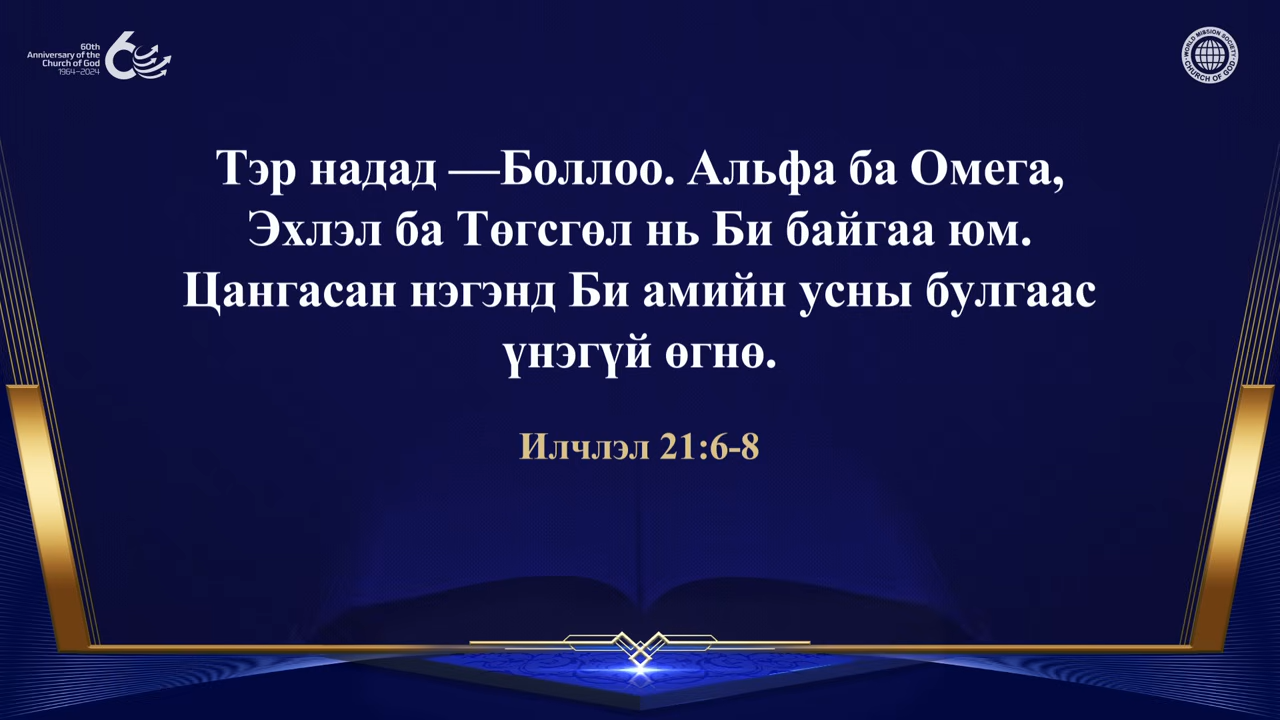 60th
Anniversary of the
Church of God
1964–2024
60
WORLD MISSION SOCIETY
CHURCH OF GOD
Тэр надад —Боллоо. Альфа ба Омега,
Эхлэл ба Төгсгөл нь Би байгаа юм.
Цангасан нэгэнд Би амийн усны булгаас
үнэгүй өгнө.
Илчлэл 21:6-8